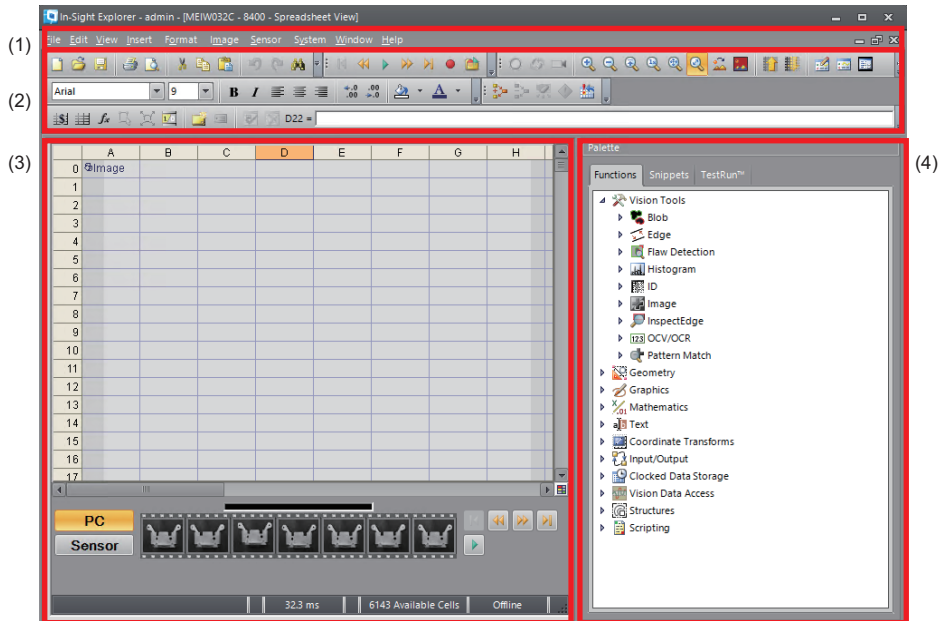 In-Sight Explorer - admin - [MEIW032C - 8400 - Spreadsheet View]
(1)
File Edit View Insert Format Image Sensor System Window Help
(2)
Arial 9 B I A
fx D22 =
(3)
A B C D E F G H
0 Image
1
2
3
4
5
6
7
8
9
10
11
12
13
14
15
16
17
PC
Sensor
32.3 ms 6143 Available Cells Offline
(4)
Palette
Functions Snippets TestRun™
Vision Tools
Blob
Edge
Flaw Detection
Histogram
ID
Image
InspectEdge
OCV/OCR
Pattern Match
Geometry
Graphics
Mathematics
Text
Coordinate Transforms
Input/Output
Clocked Data Storage
Vision Data Access
Structures
Scripting